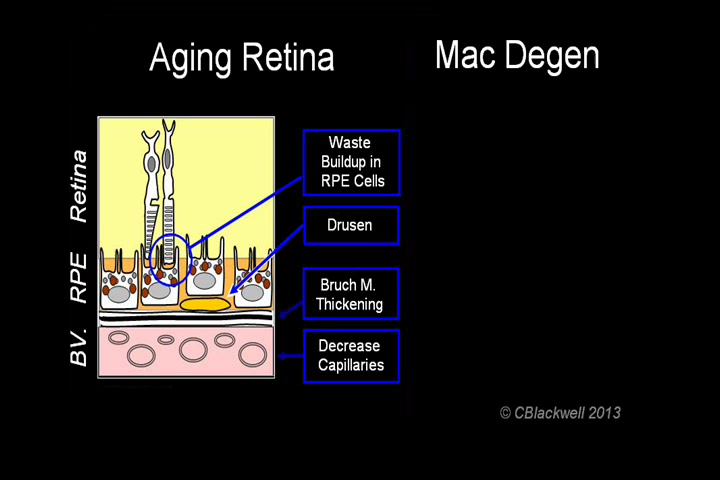 Aging Retina
Mac Degen
Retina
RPE
BV.
Waste
Buildup in
RPE Cells
Drusen
Bruch M.
Thickening
Decrease
Capillaries
© CBlackwell 2013